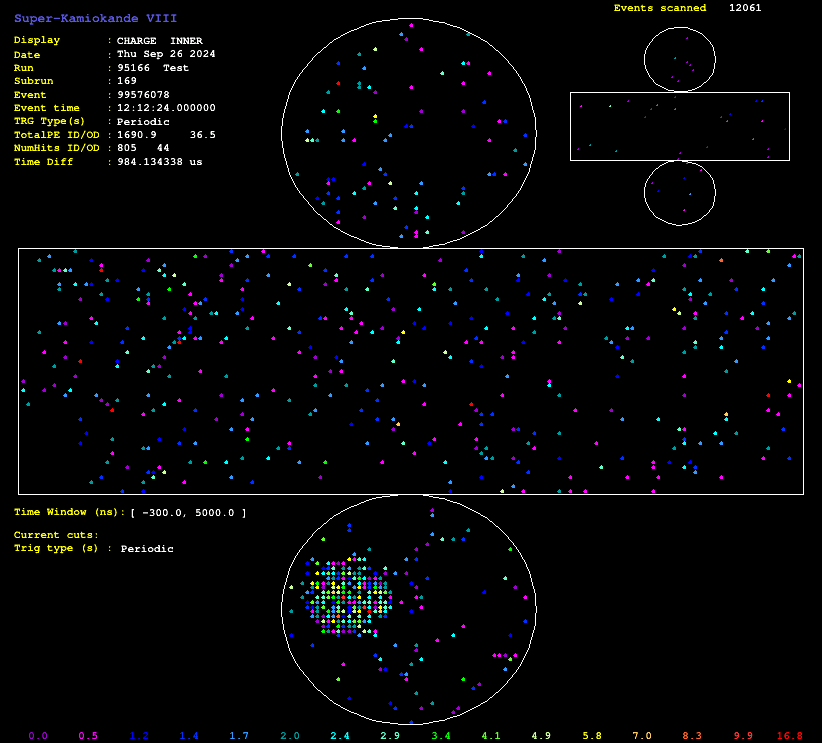 Super-Kamiokande VIII
Events scanned 12061
Display : CHARGE INNER
Date : Thu Sep 26 2024
Run : 95166 Test
Subrun : 169
Event : 99576078
Event time : 12:12:24.000000
TRG Type(s) : Periodic
TotalPE ID/OD : 1690.9 36.5
NumHits ID/OD : 805 44
Time Diff : 984.134338 us
Time Window (ns): [ -300.0, 5000.0 ]
Current cuts:
Trig type (s) : Periodic
0.0 0.5 1.2 1.4 1.7 2.0 2.4 2.9 3.4 4.1 4.9 5.8 7.0 8.3 9.9 16.8